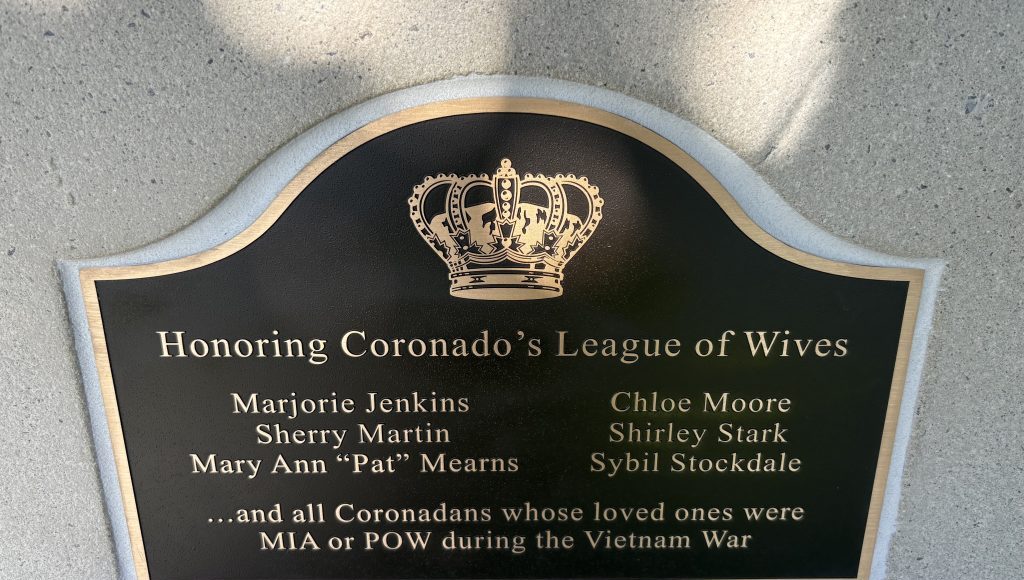 Honoring Coronado’s League of Wives
Marjorie Jenkins
Sherry Martin
Mary Ann “Pat” Mearns
Chloe Moore
Shirley Stark
Sybil Stockdale
...and all Coronadans whose loved ones were
MIA or POW during the Vietnam War